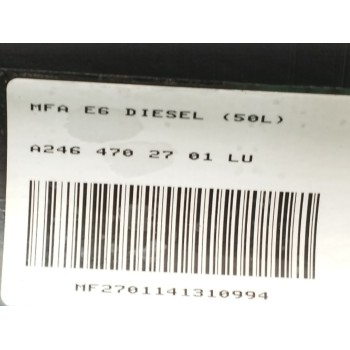 MFA E6 DIESEL (50L)
A246 470 27 01 LU
MF2701141310994